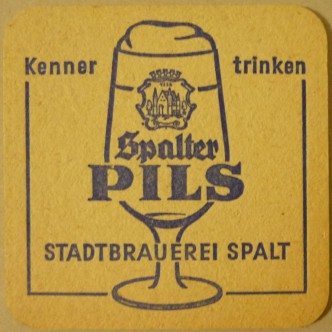 Kenner trinken
Spalter
PILS
STADTBRAUEREI SPALT